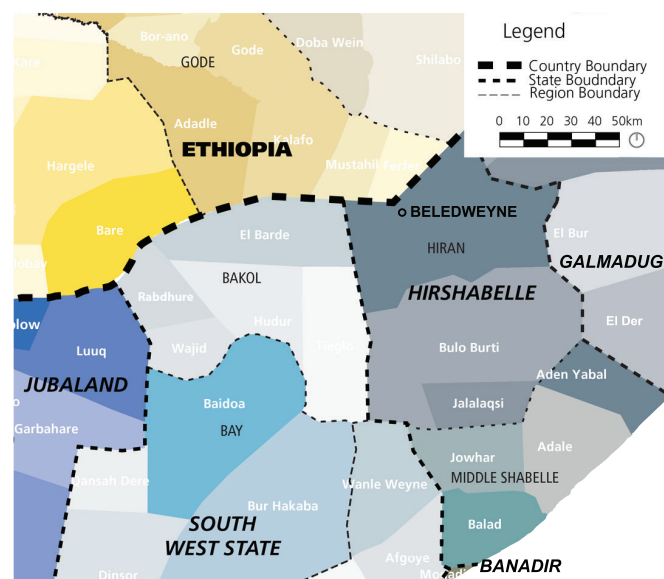 Legend
Country Boundary
State Boudndary
Region Boundary
0 10 20 30 40 50km
Bor-ano
Gode
Doba Wein
Shilabo
GODE
Hargele
Adadle
Kalafo
ETHIOPIA
Mustahil
Ferfer
Bare
El Barde
BELEDWEYNE
El Bur
HIRAN
GALMADUG
BAKOL
Rabdhure
HIRSHABELLE
Hudur
El Der
Luuq
Wajid
Bulo Burti
JUBALAND
Aden Yabal
Baidoa
Jalalaqsi
Garbahare
BAY
Adale
Jowhar
MIDDLE SHABELLE
Wanle Weyne
Bur Hakaba
SOUTH
WEST STATE
Balad
Afgoye
BANADIR
Dinsor